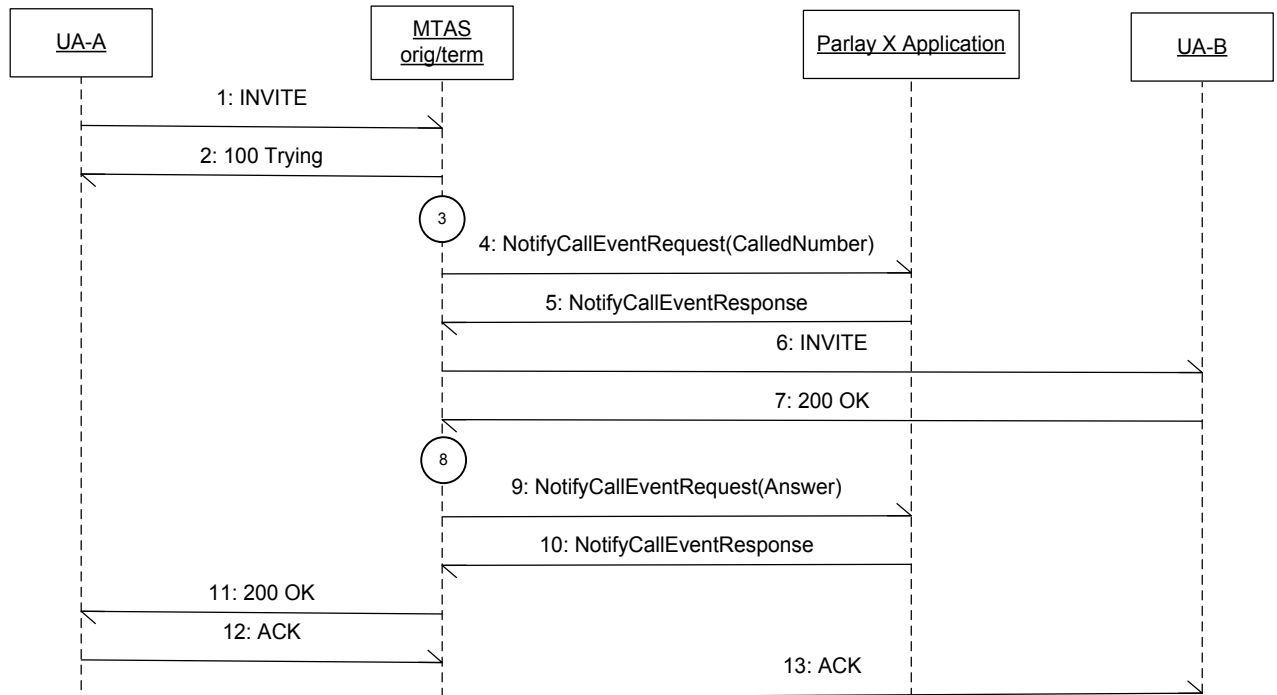 UA-A
MTAS
orig/term
Parlay X Application
UA-B
1: INVITE
2: 100 Trying
3
4: NotifyCallEventRequest(CalledNumber)
5: NotifyCallEventResponse
6: INVITE
7: 200 OK
8
9: NotifyCallEventRequest(Answer)
10: NotifyCallEventResponse
11: 200 OK
12: ACK
13: ACK